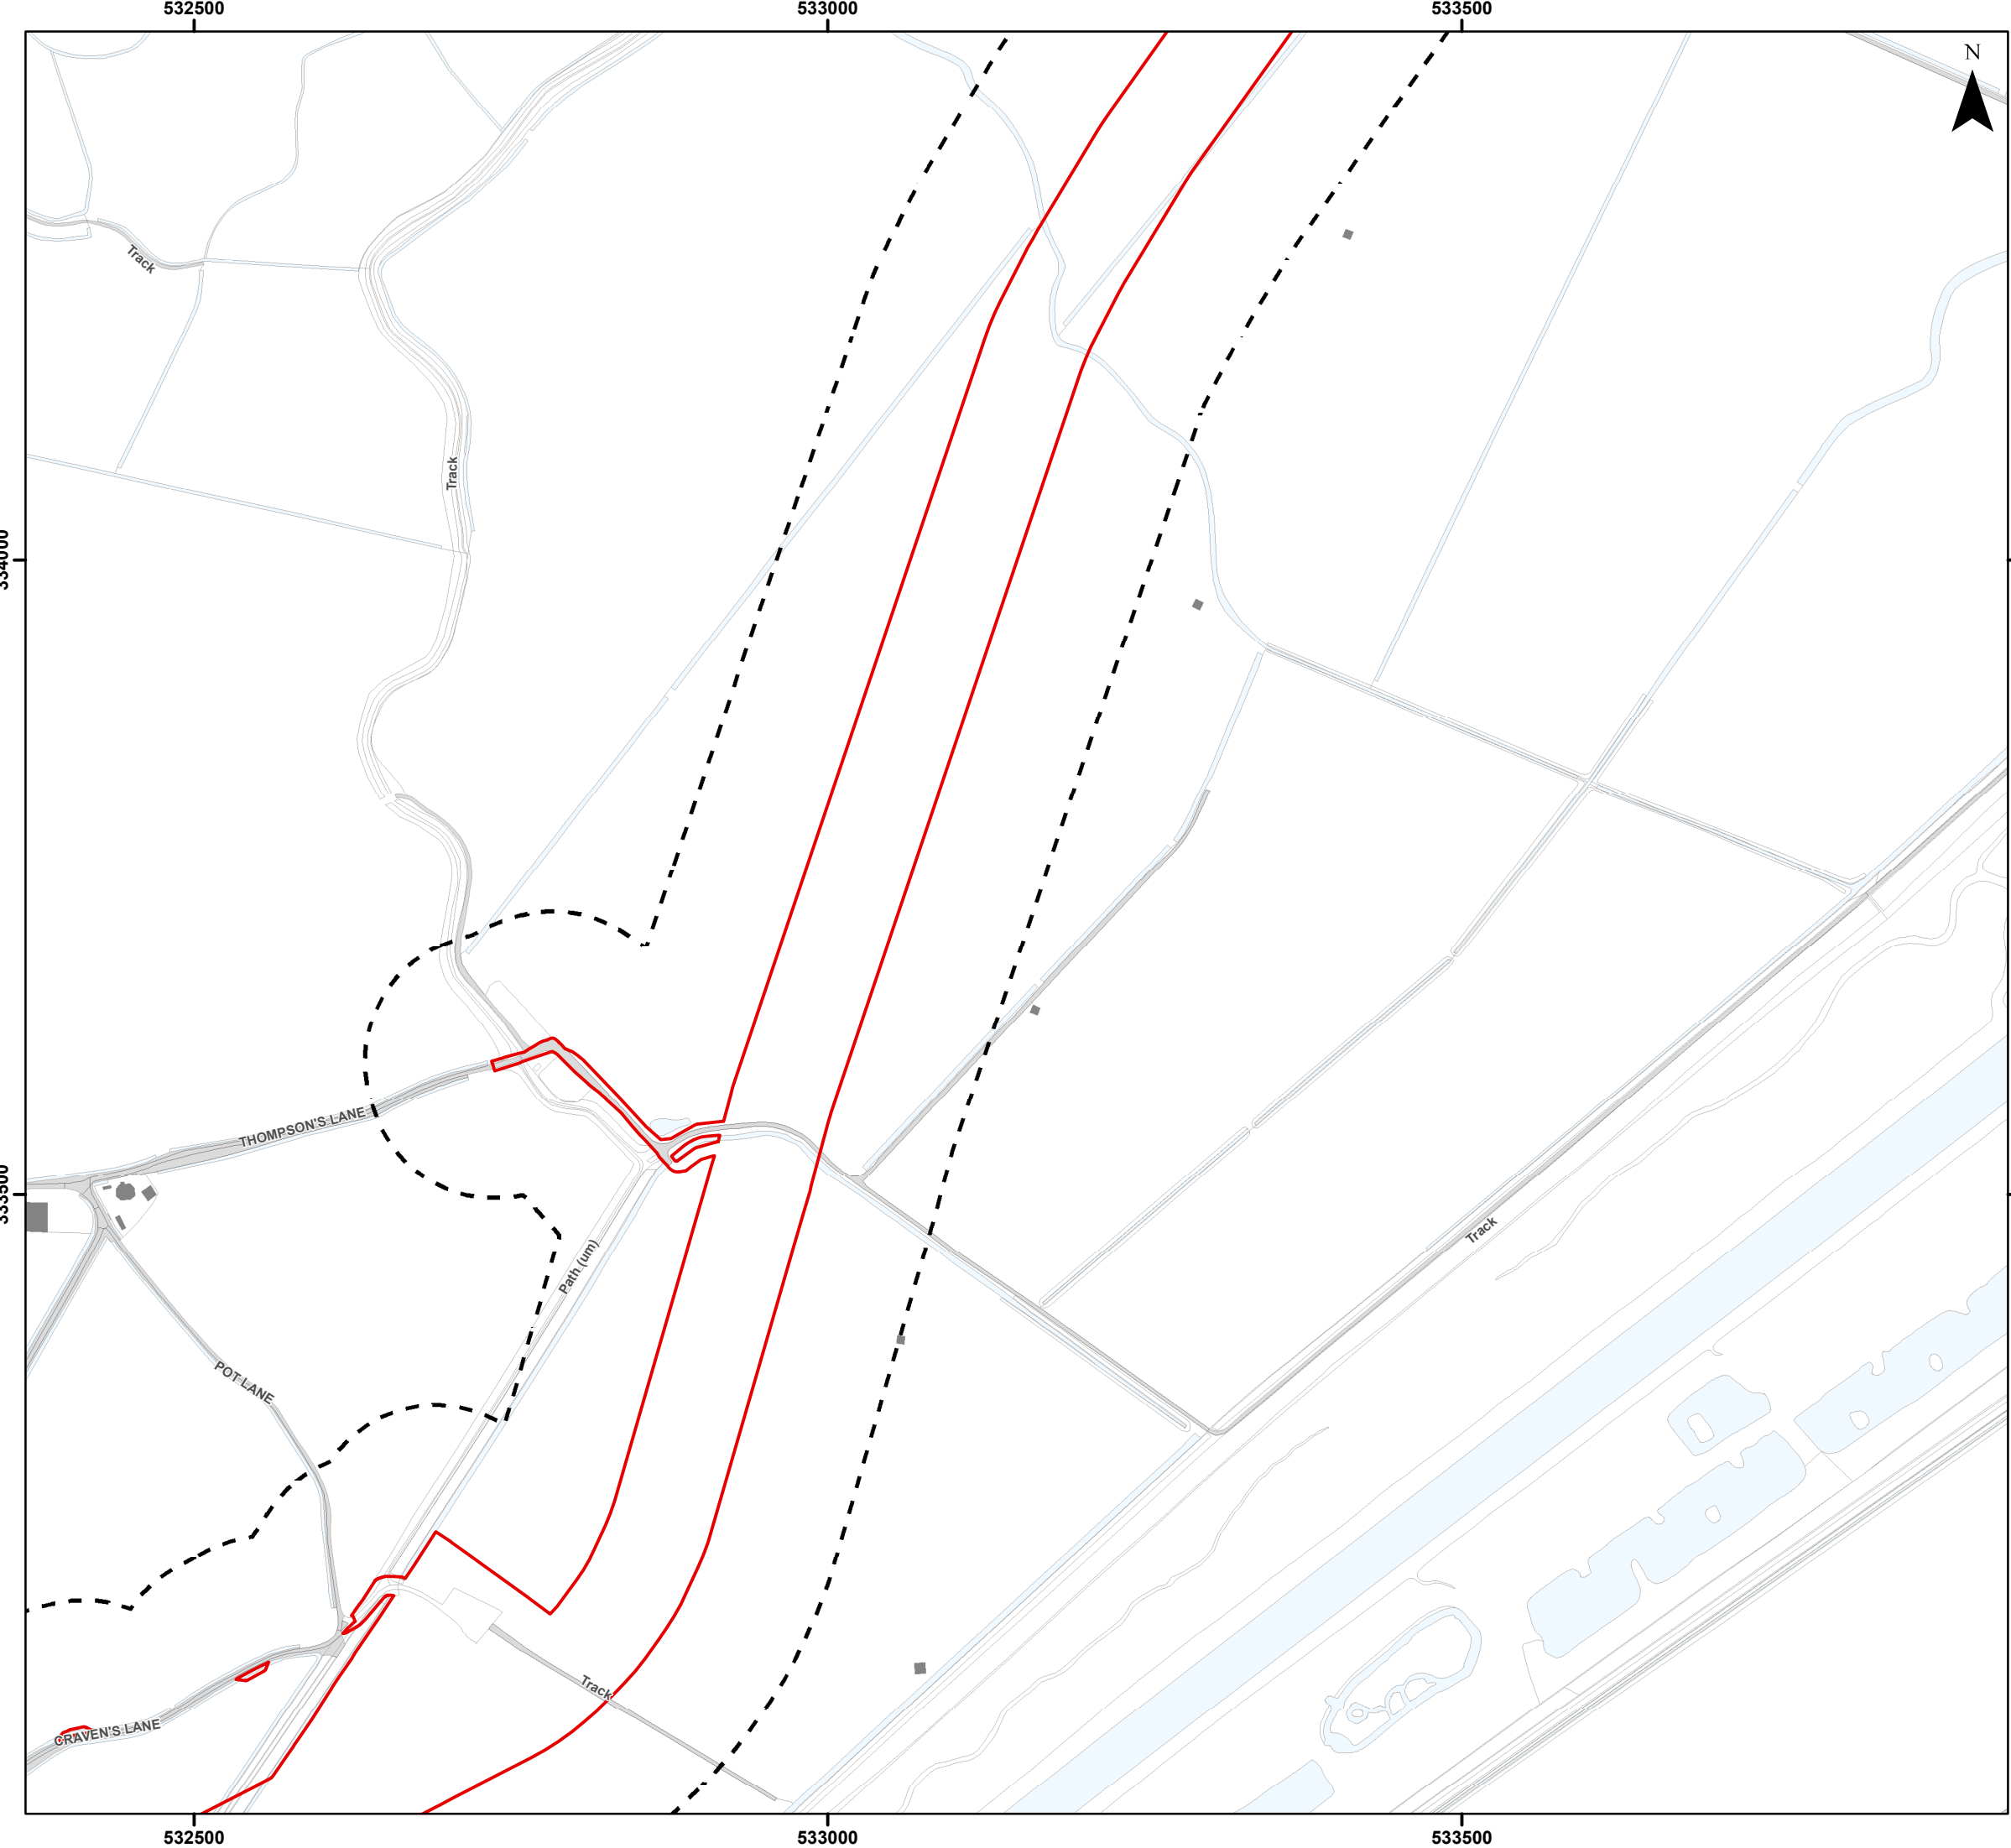 532500
533000
533500
N
Track
Track
334000
THOMPSON'S LANE
333500
Path (um)
Track
POT LANE
Track
CRAVEN'S LANE
532500
533000
533500